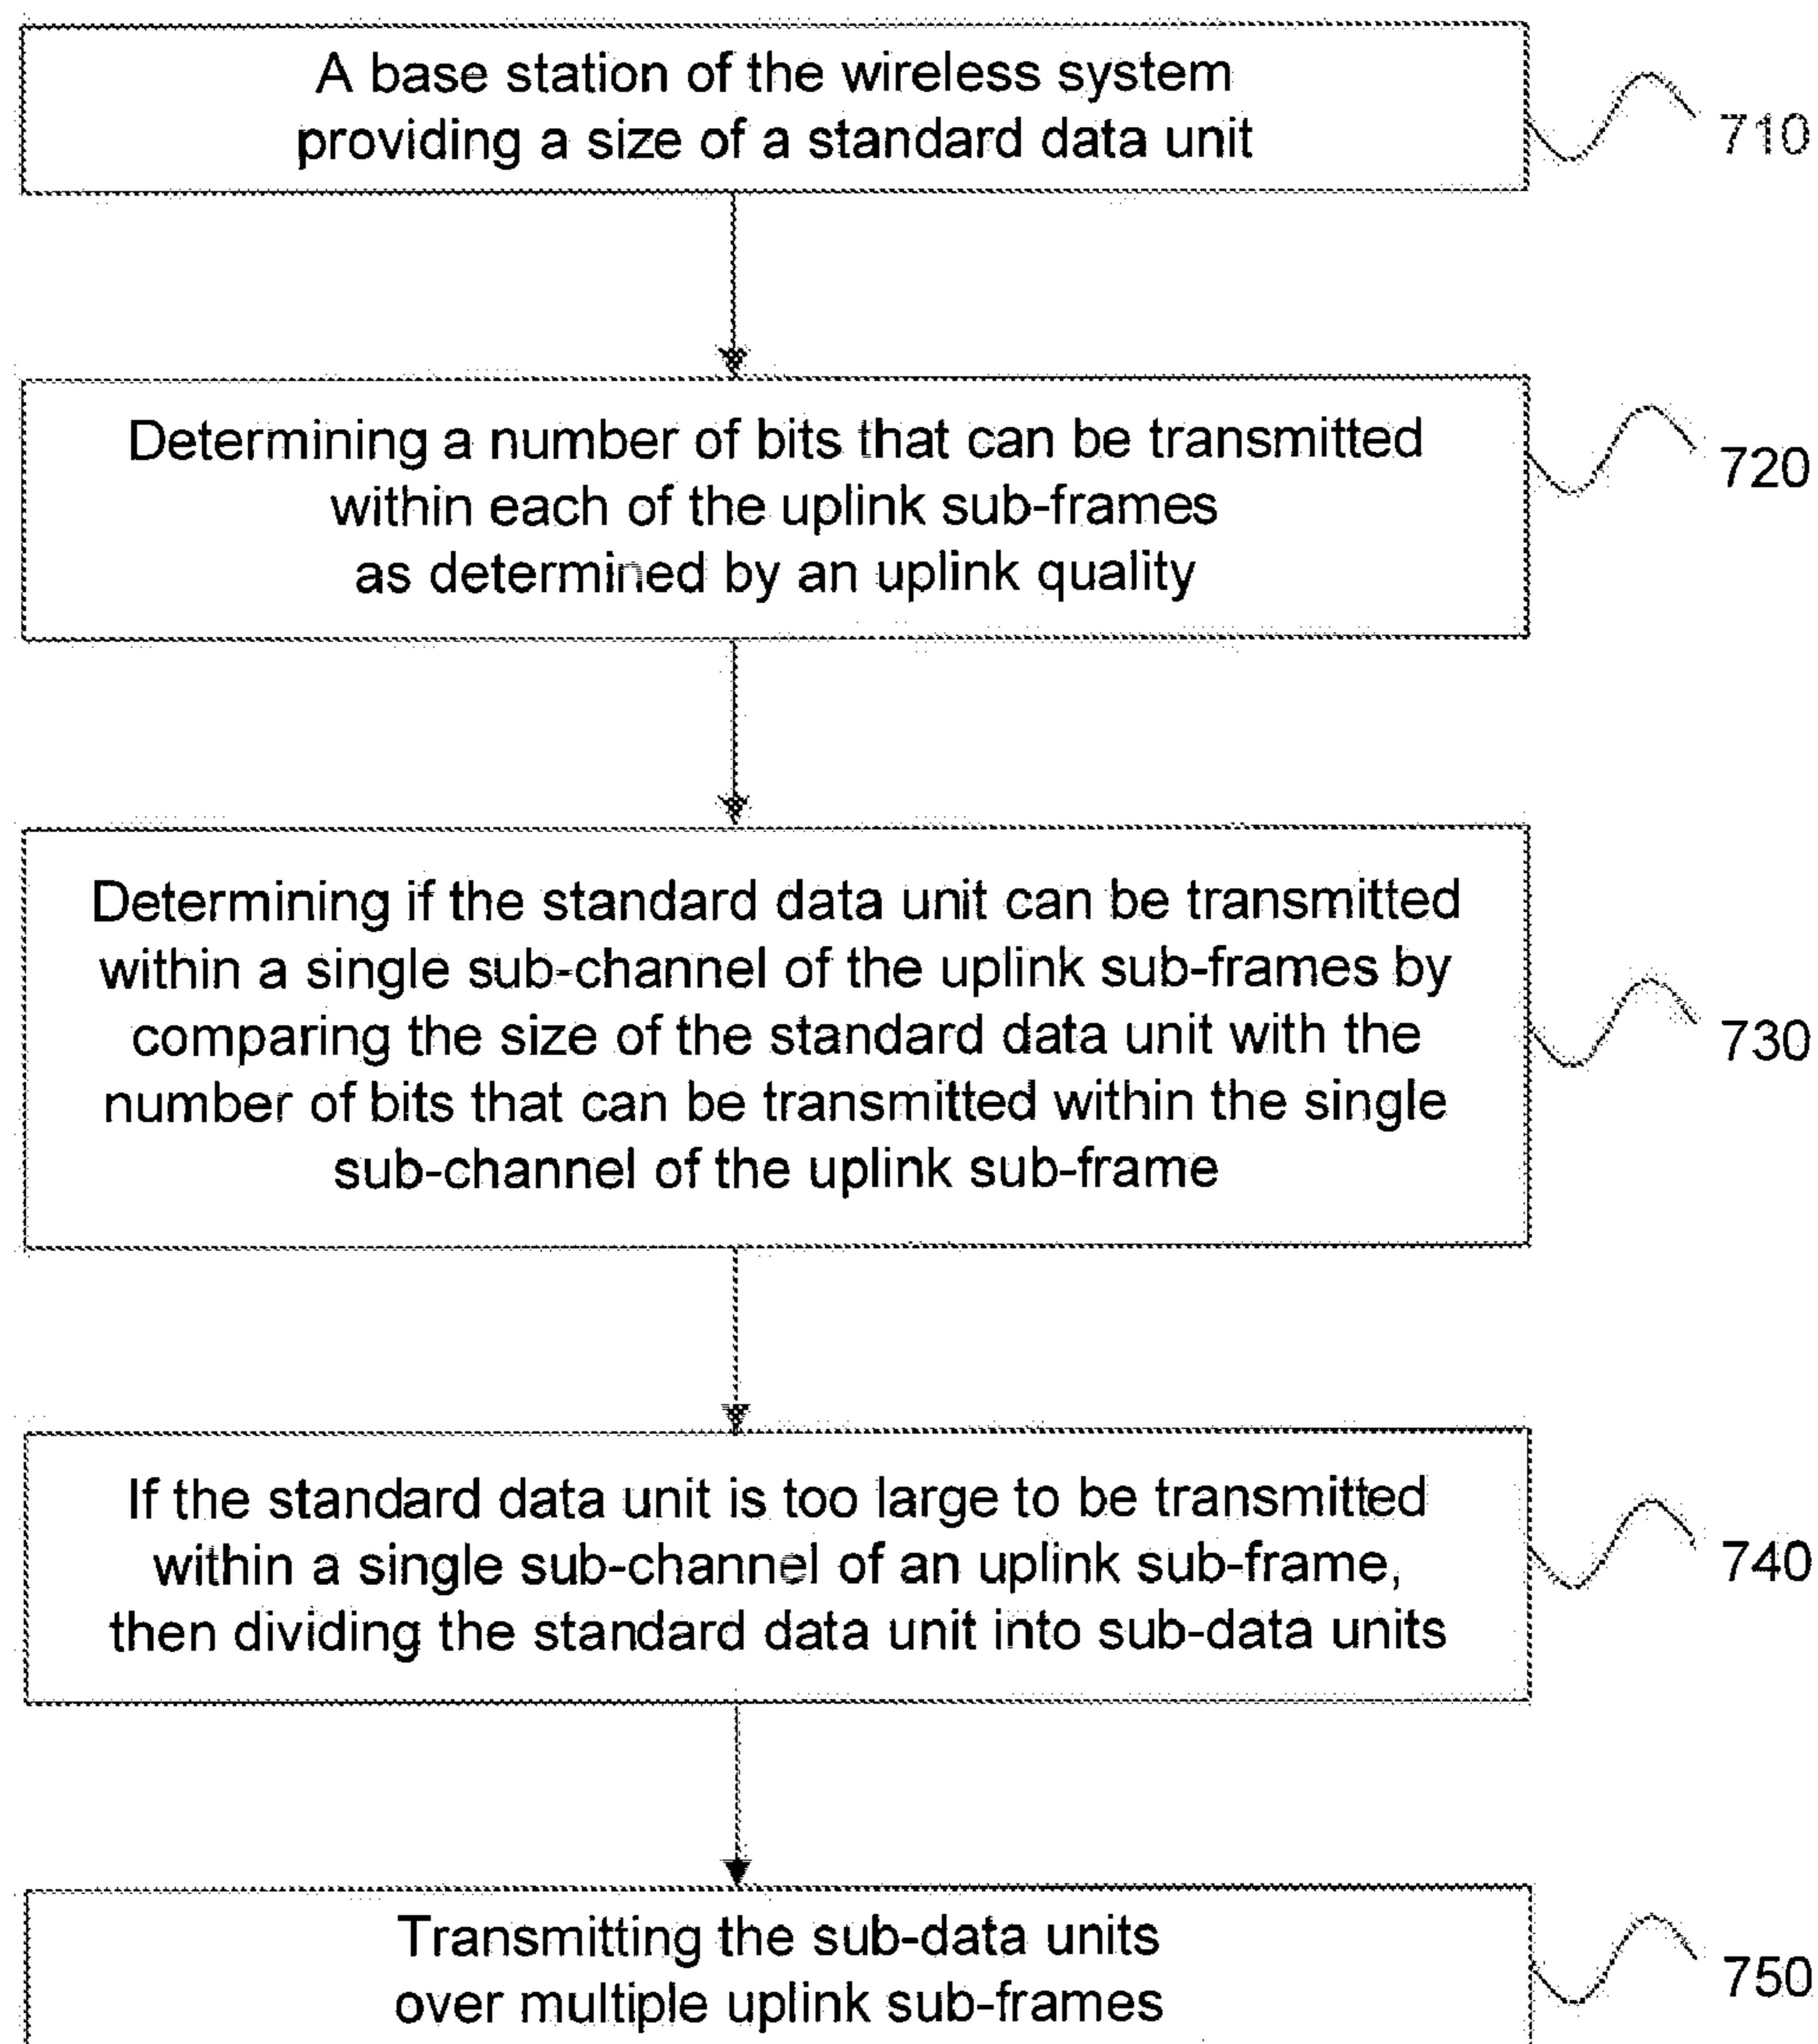 A base station of the wireless system
providing a size of a standard data unit
710
Determining a number of bits that can be transmitted
within each of the uplink sub-frames
as determined by an uplink quality
720
Determining if the standard data unit can be transmitted
within a single sub-channel of the uplink sub-frames by
comparing the size of the standard data unit with the
number of bits that can be transmitted within the single
sub-channel of the uplink sub-frame
730
If the standard data unit is too large to be transmitted
within a single sub-channel of an uplink sub-frame,
then dividing the standard data unit into sub-data units
740
Transmitting the sub-data units
over multiple uplink sub-frames
750